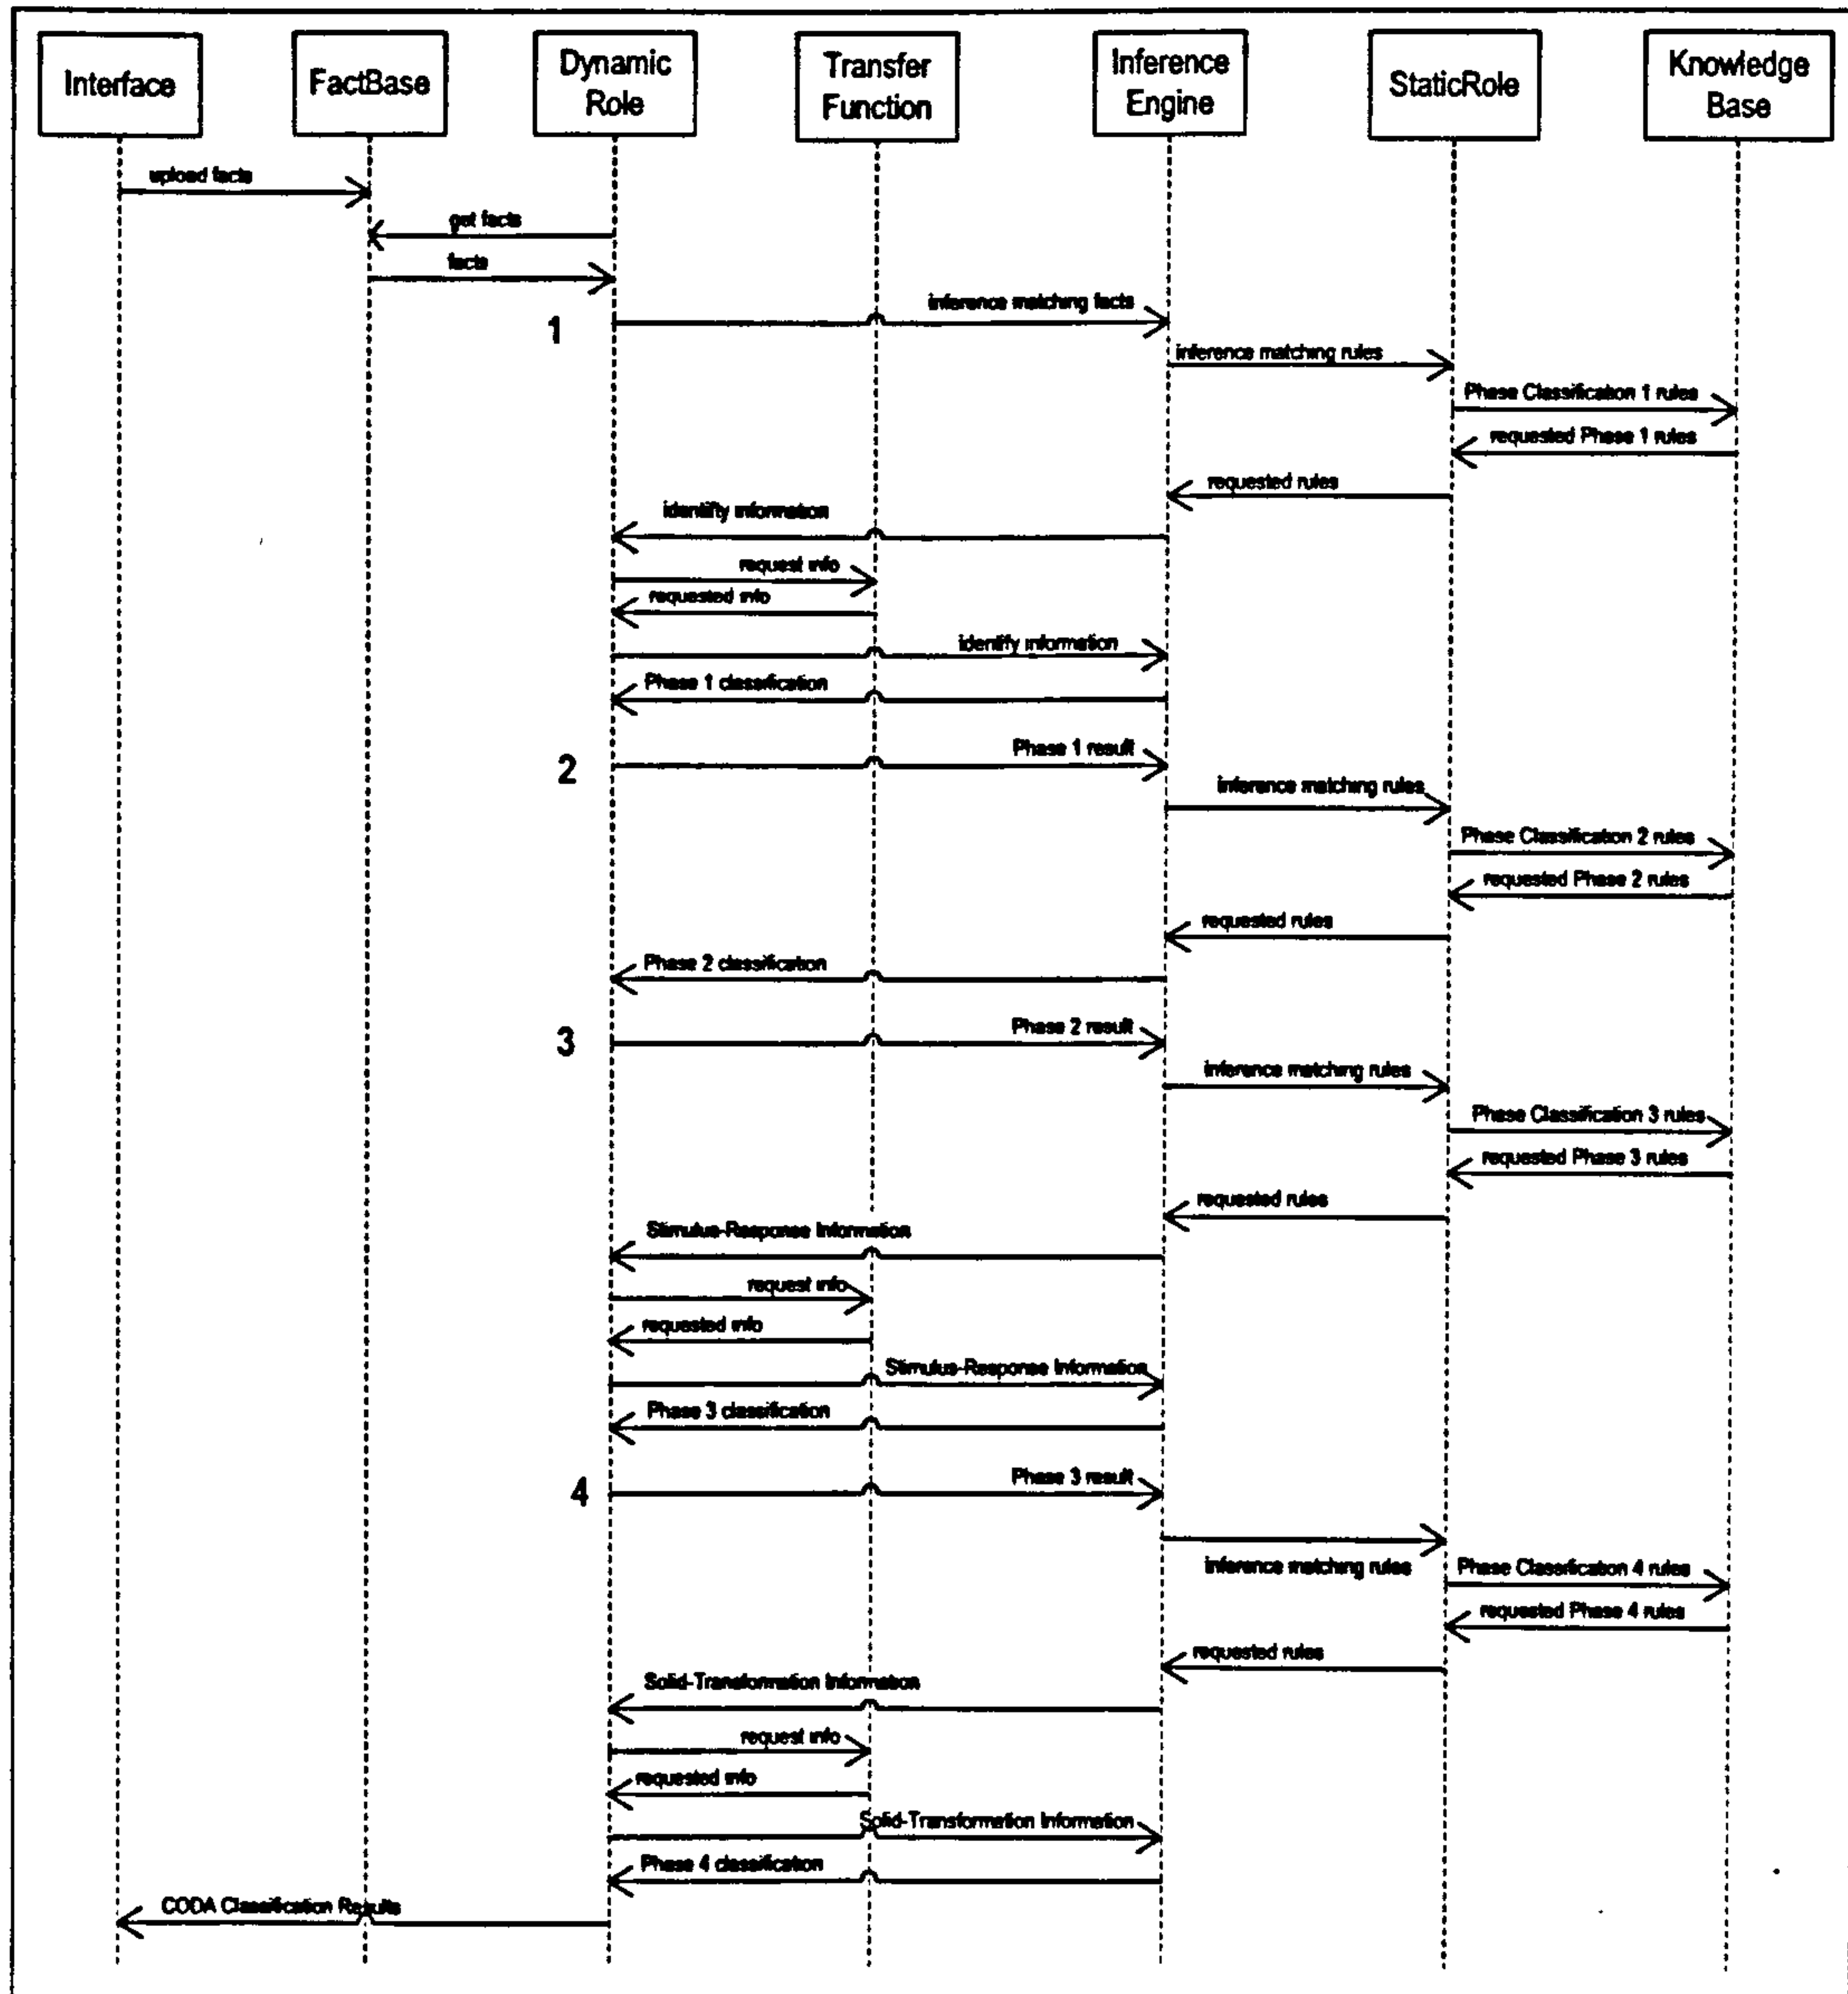 Interface
FactBase
Dynamic
Role
Transfer
Function
Inference
Engine
StaticRole
Knowledge
Base
upload facts
get facts
facts
1
inference matching facts
inference matching rules
Phase Classification 1 rules
requested Phase 1 rules
requested rules
identify information
request info
requested info
identify information
Phase 1 classification
2
Phase 1 result
inference matching rules
Phase Classification 2 rules
requested Phase 2 rules
requested rules
Phase 2 classification
3
Phase 2 result
inference matching rules
Phase Classification 3 rules
requested Phase 3 rules
requested rules
Stimulus-Response Information
request info
requested info
Stimulus-Response Information
Phase 3 classification
4
Phase 3 result
inference matching rules
Phase Classification 4 rules
requested Phase 4 rules
requested rules
Solid-Transformation Information
request info
requested info
Solid-Transformation Information
Phase 4 classification
CODA Classification Results